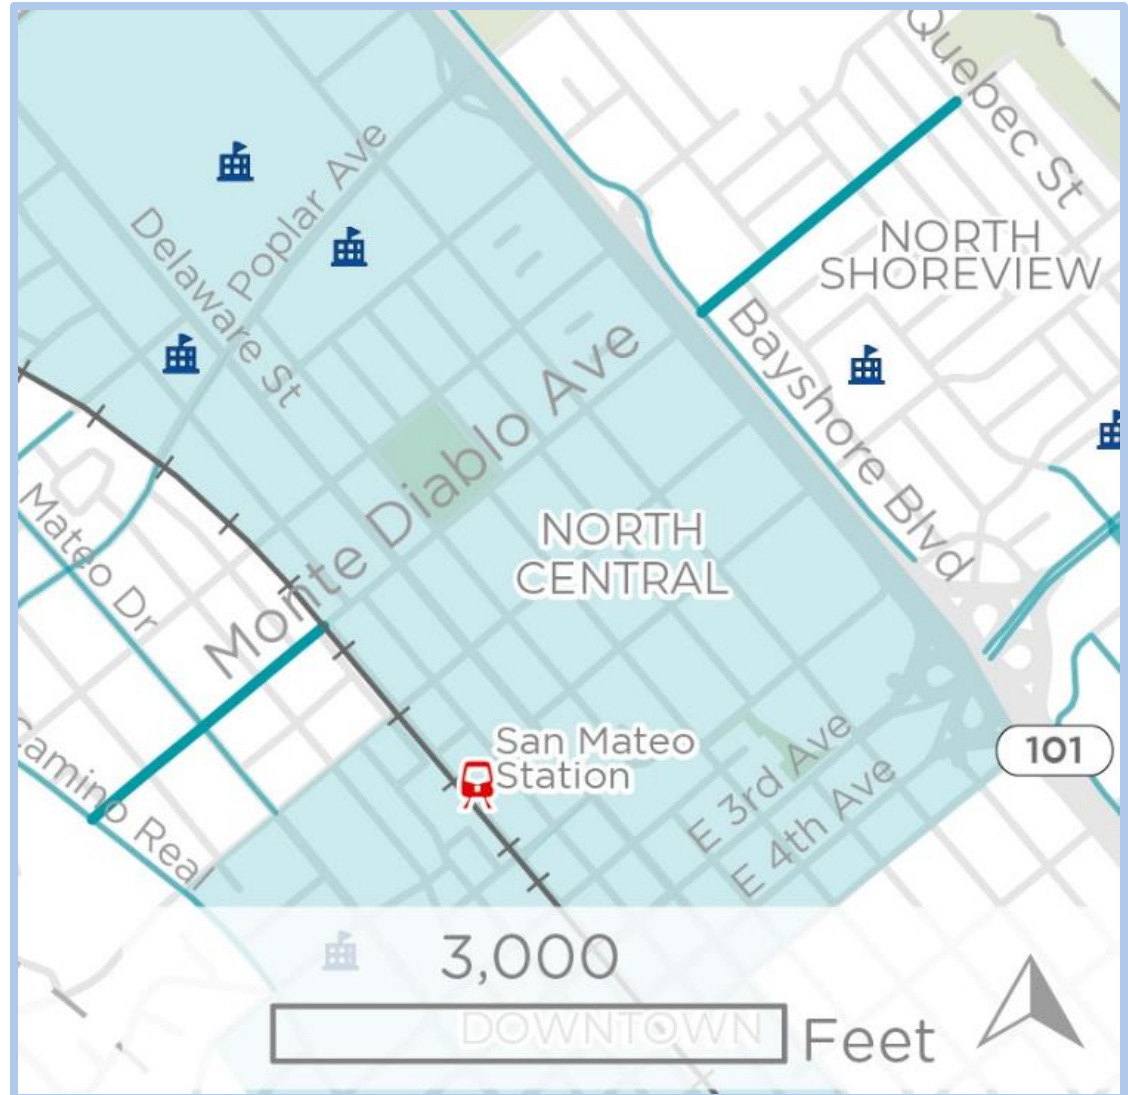 Quebec St
Poplar Ave
Delaware St
NORTH
SHOREVIEW
Bayshore Blvd
Monte Diablo Ave
NORTH
CENTRAL
Mateo Dr
Camino Real
San Mateo
Station
E 3rd Ave
E 4th Ave
101
3,000
DOWNTOWN
Feet